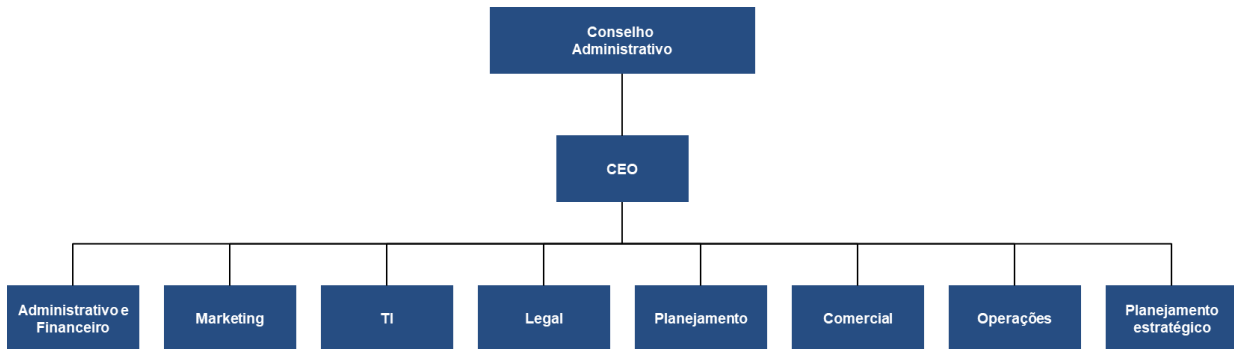 Conselho
Administrativo
CEO
Administrativo e
Financeiro
Marketing
TI
Legal
Planejamento
Comercial
Operações
Planejamento
estratégico